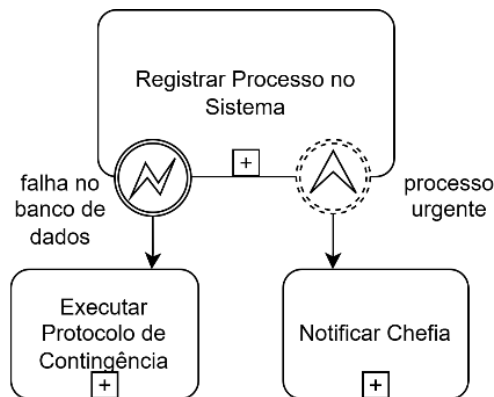 Registrar Processo no
Sistema
falha no
banco de
dados
processo
urgente
Executar
Protocolo de
Contingência
Notificar Chefia